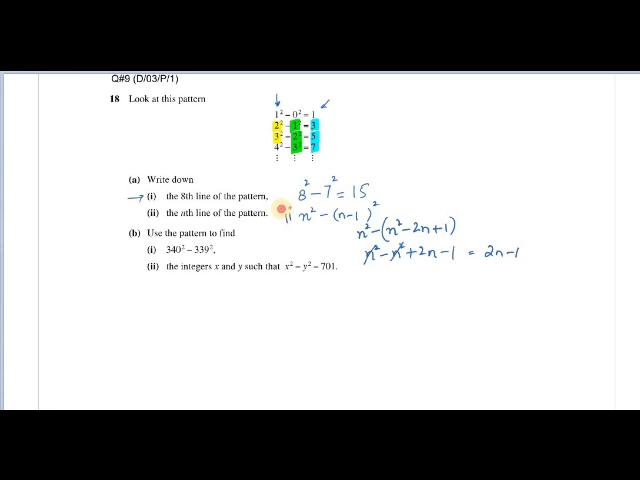 Q#9 (D/03/P/1)
18 Look at this pattern
1² − 0² = 1
2² − 1² = 3
3² − 2² = 5
4² − 3² = 7
⋮ ⋮ ⋮
(a) Write down
(i) the 8th line of the pattern, 8² − 7² = 15
(ii) the nth line of the pattern. ii n² − (n−1)²
n² − (n² − 2n + 1)
n² − n² + 2n − 1 = 2n − 1
(b) Use the pattern to find
(i) 340² − 339²,
(ii) the integers x and y such that x² − y² = 701.